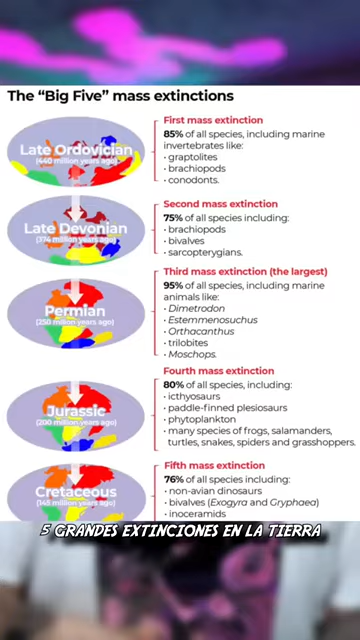 The "Big Five" mass extinctions
Late Ordovician
(440 million years ago)
First mass extinction
85% of all species, including marine
invertebrates like:
• graptolites
• brachiopods
• conodonts.
Late Devonian
(374 million years ago)
Second mass extinction
75% of all species including:
• brachiopods
• bivalves
• sarcopterygians.
Permian
(250 million years ago)
Third mass extinction (the largest)
95% of all species, including marine
animals like:
• Dimetrodon
• Estemmenosuchus
• Orthacanthus
• trilobites
• Moschops.
Jurassic
(200 million years ago)
Fourth mass extinction
80% of all species, including:
• icthyosaurs
• paddle-finned plesiosaurs
• phytoplankton
• many species of frogs, salamanders,
turtles, snakes, spiders and grasshoppers.
Cretaceous
(145 million years ago)
Fifth mass extinction
76% of all species including:
• non-avian dinosaurs
• bivalves (Exogyra and Gryphaea)
• inoceramids
5 GRANDES EXTINCIONES EN LA TIERRA